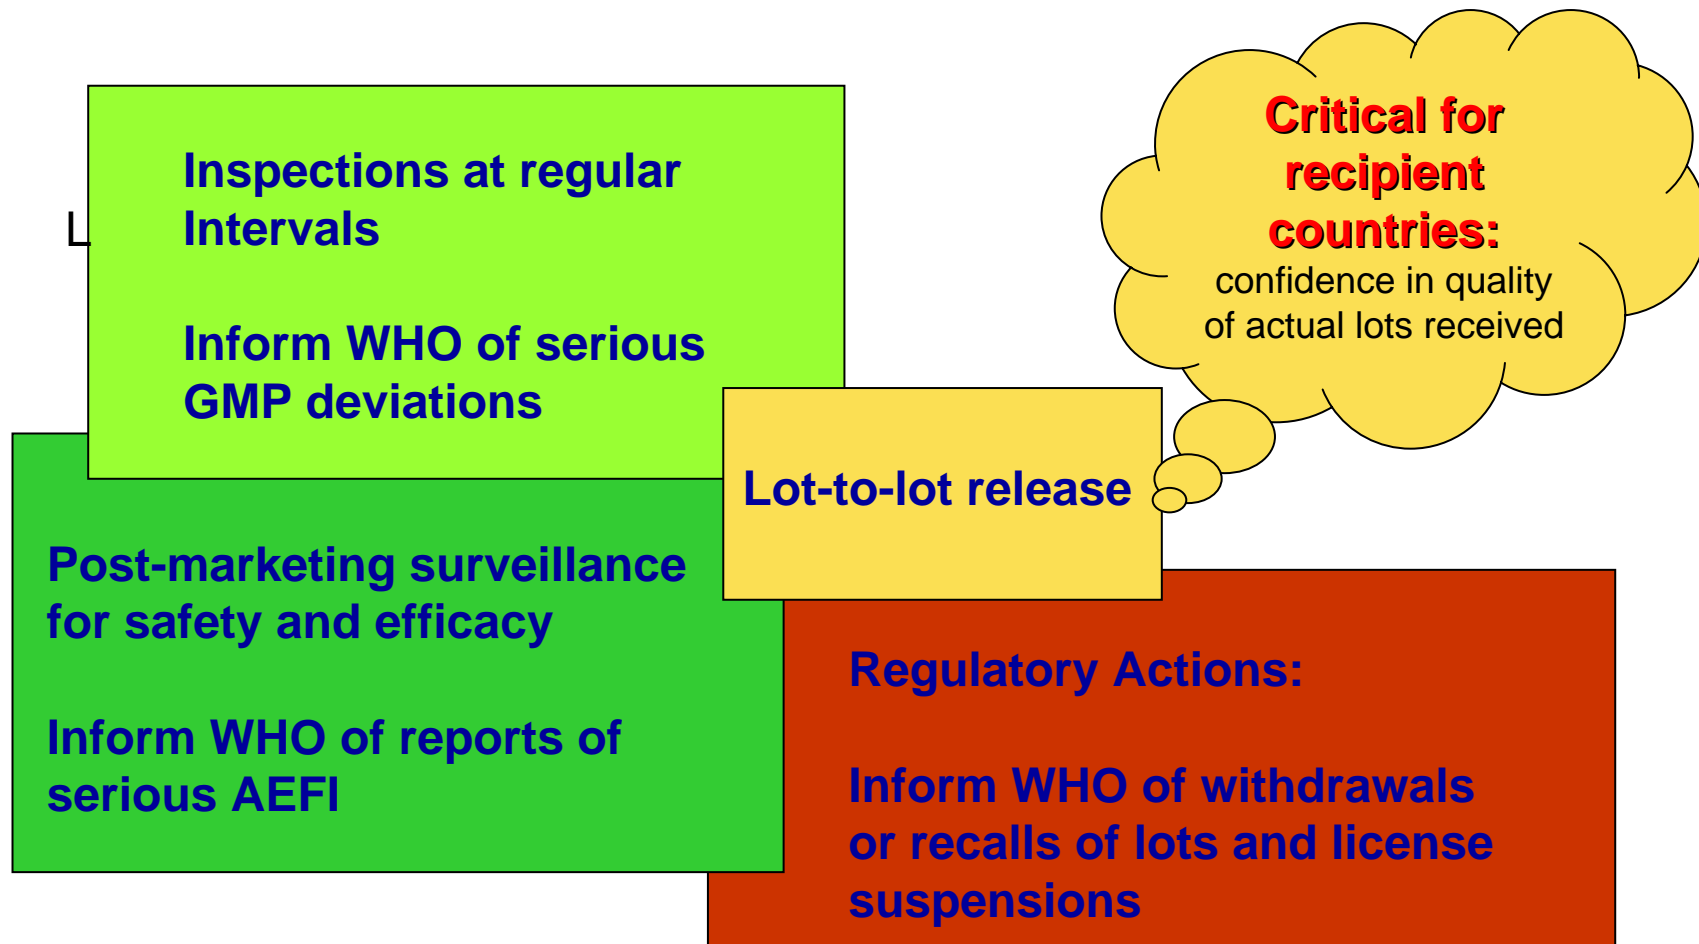 Critical for
recipient
countries:
confidence in quality
of actual lots received
L
Inspections at regular
Intervals
Inform WHO of serious
GMP deviations
Lot-to-lot release
Post-marketing surveillance
for safety and efficacy
Inform WHO of reports of
serious AEFI
Regulatory Actions:
Inform WHO of withdrawals
or recalls of lots and license
suspensions